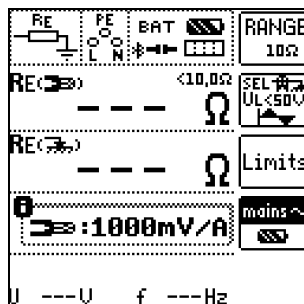 RE PE BAT RANGE
L N 10Ω
RE( ) <10,0Ω SEL
--- Ω UL<50V
RE( )
--- Ω Limits
:1000mV/A mains~
U ---V f ---Hz